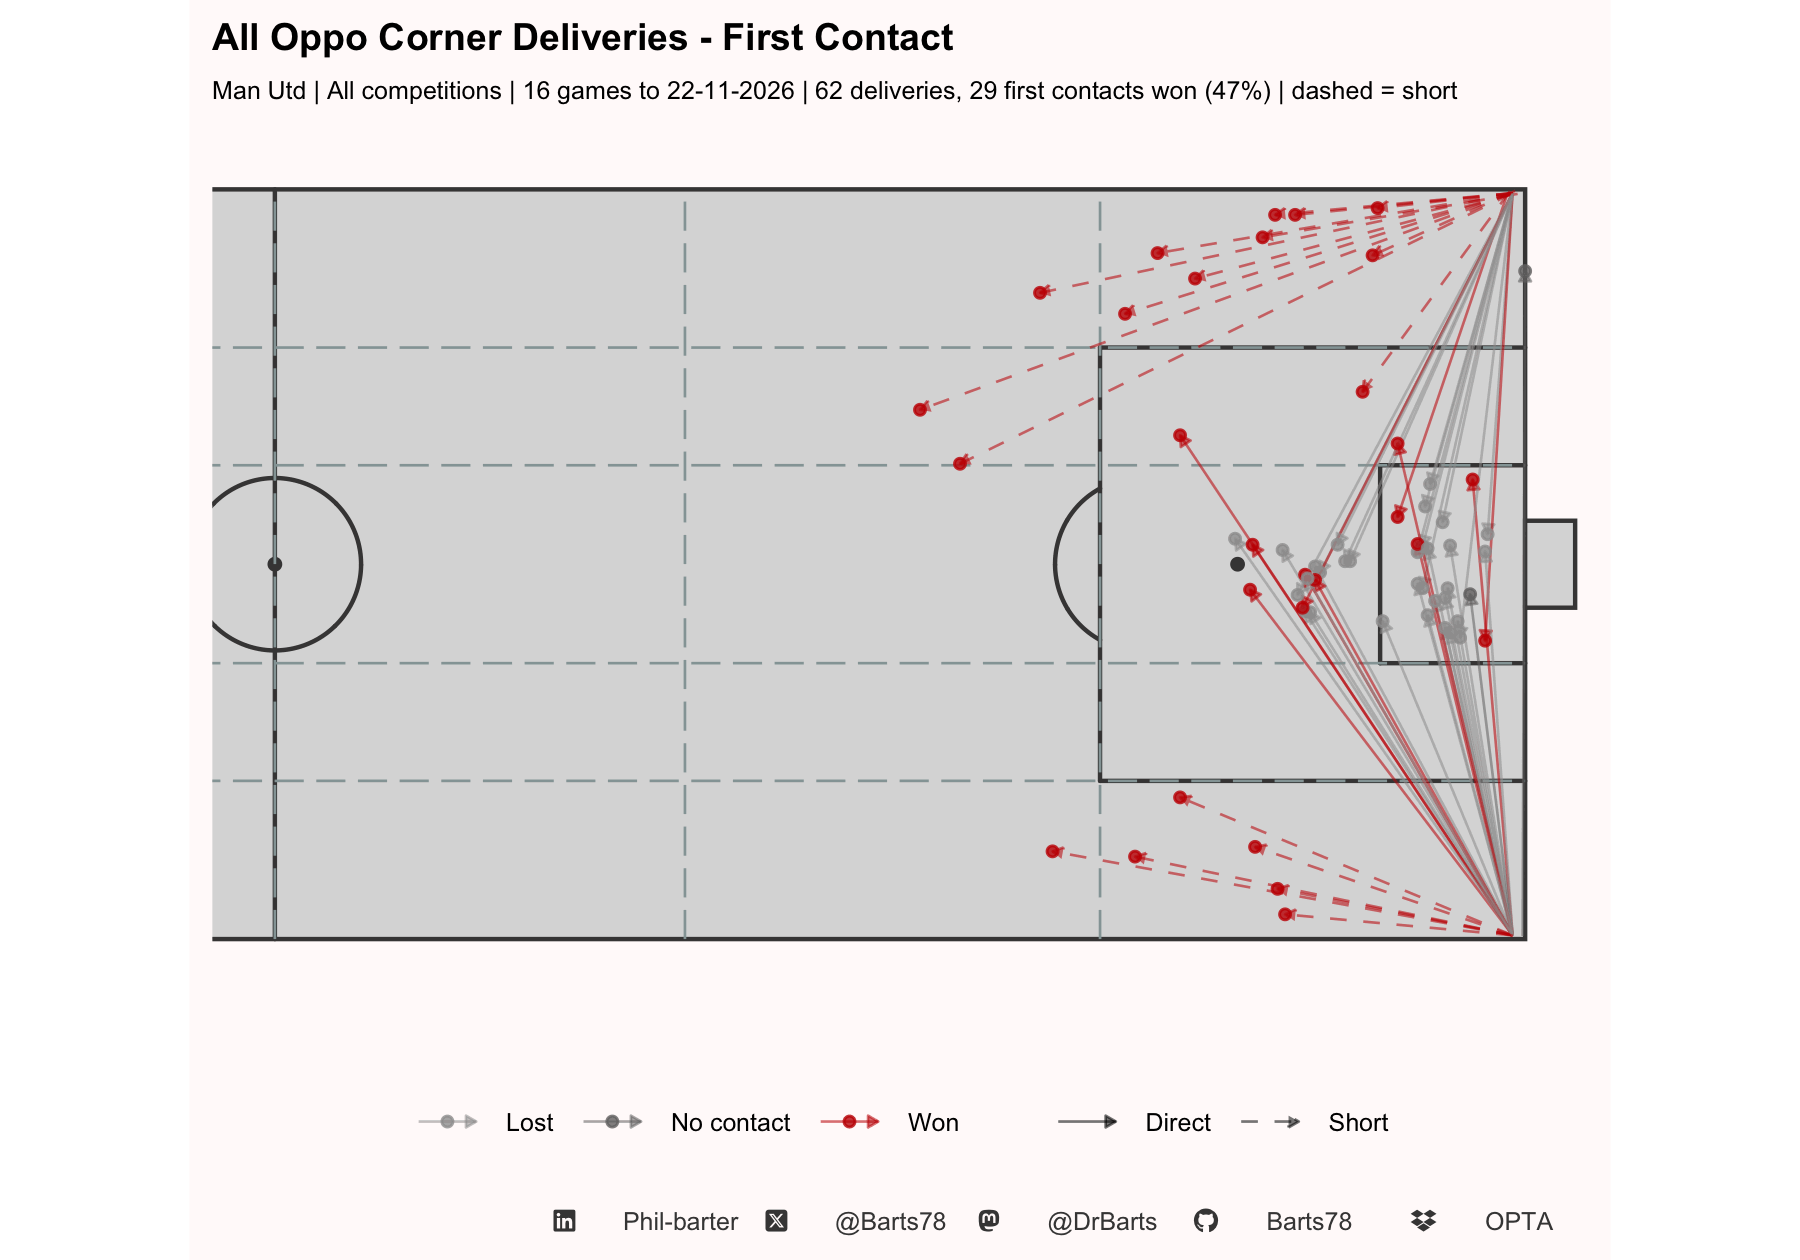 All Oppo Corner Deliveries - First Contact
Man Utd | All competitions | 16 games to 22-11-2026 | 62 deliveries, 29 first contacts won (47%) | dashed = short
Lost No contact Won Direct Short
Phil-barter @Barts78 @DrBarts Barts78 OPTA